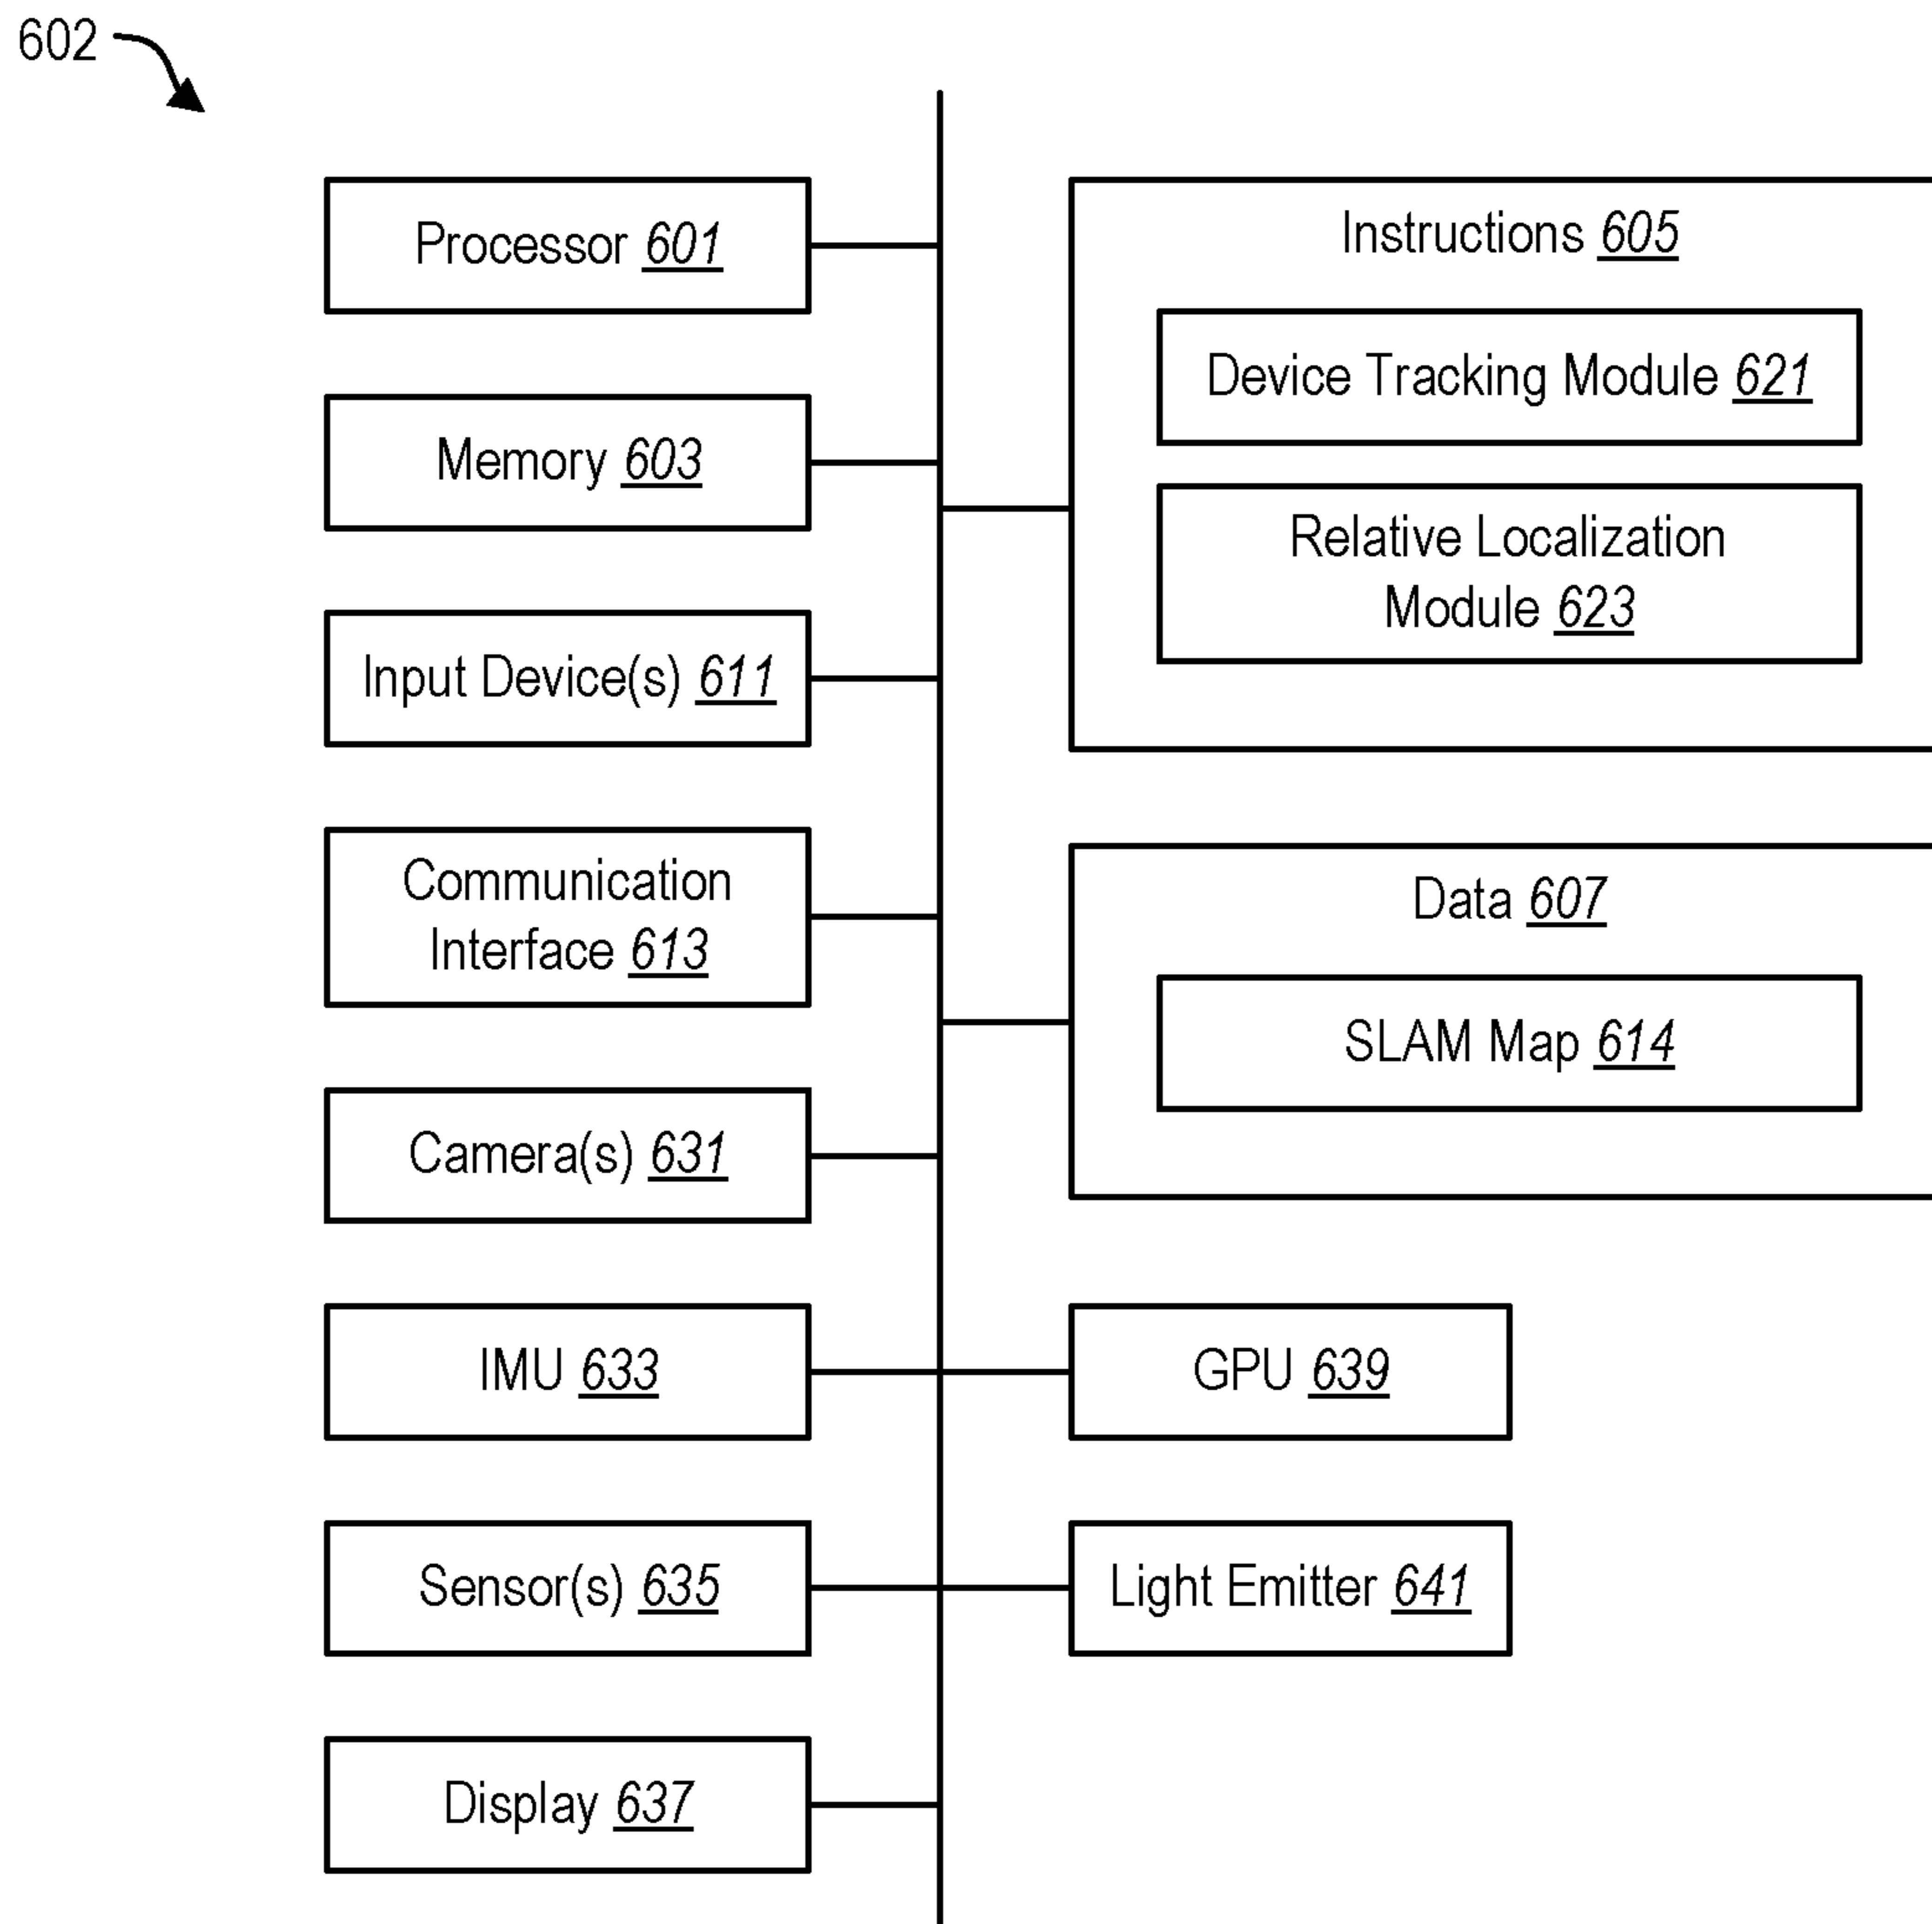 602
Processor 601
Memory 603
Input Device(s) 611
Communication
Interface 613
Camera(s) 631
IMU 633
Sensor(s) 635
Display 637
Instructions 605
Device Tracking Module 621
Relative Localization
Module 623
Data 607
SLAM Map 614
GPU 639
Light Emitter 641